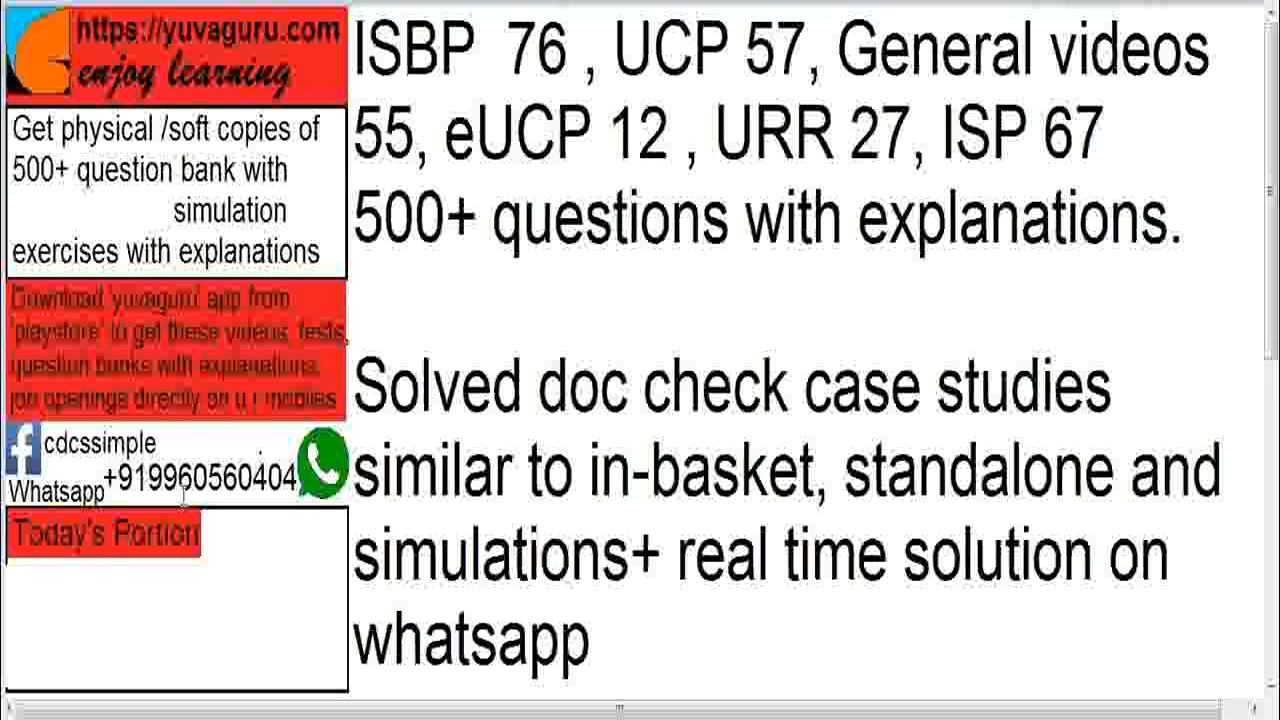 https://yuvaguru.com
enjoy learning
Get physical /soft copies of
500+ question bank with
simulation
exercises with explanations
Download 'yuvaguru' app from
'playstore' to get these videos, tests,
question banks with explanations,
job openings directly on u r mobiles
cdcssimple
+919960560404
Whatsapp
Today's Portion
ISBP 76 , UCP 57, General videos
55, eUCP 12 , URR 27, ISP 67
500+ questions with explanations.
Solved doc check case studies
similar to in-basket, standalone and
simulations+ real time solution on
whatsapp